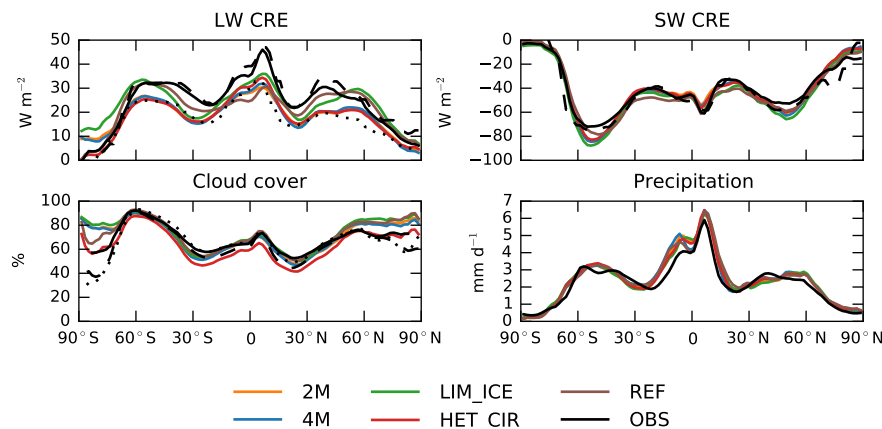 LW CRE
SW CRE
W m⁻²
50
40
30
20
10
0
W m⁻²
0
−20
−40
−60
−80
−100
Cloud cover
Precipitation
%
100
80
60
40
20
0
mm d⁻¹
7
6
5
4
3
2
1
0
90° S 60° S 30° S 0 30° N 60° N 90° N
90° S 60° S 30° S 0 30° N 60° N 90° N
2M LIM_ICE REF
4M HET_CIR OBS